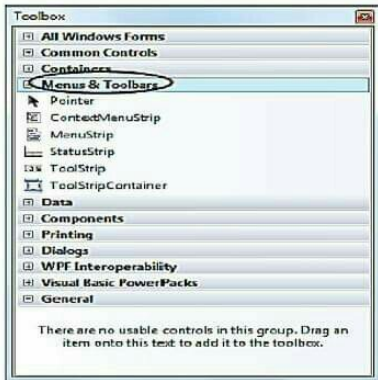 Toolbox
All Windows Forms
Common Controls
Containers
Menus & Toolbars
Pointer
ContextMenuStrip
MenuStrip
StatusStrip
ToolStrip
ToolStripContainer
Data
Components
Printing
Dialogs
WPF Interoperability
Visual Basic PowerPacks
General
There are no usable controls in this group. Drag an
item onto this text to add it to the toolbox.